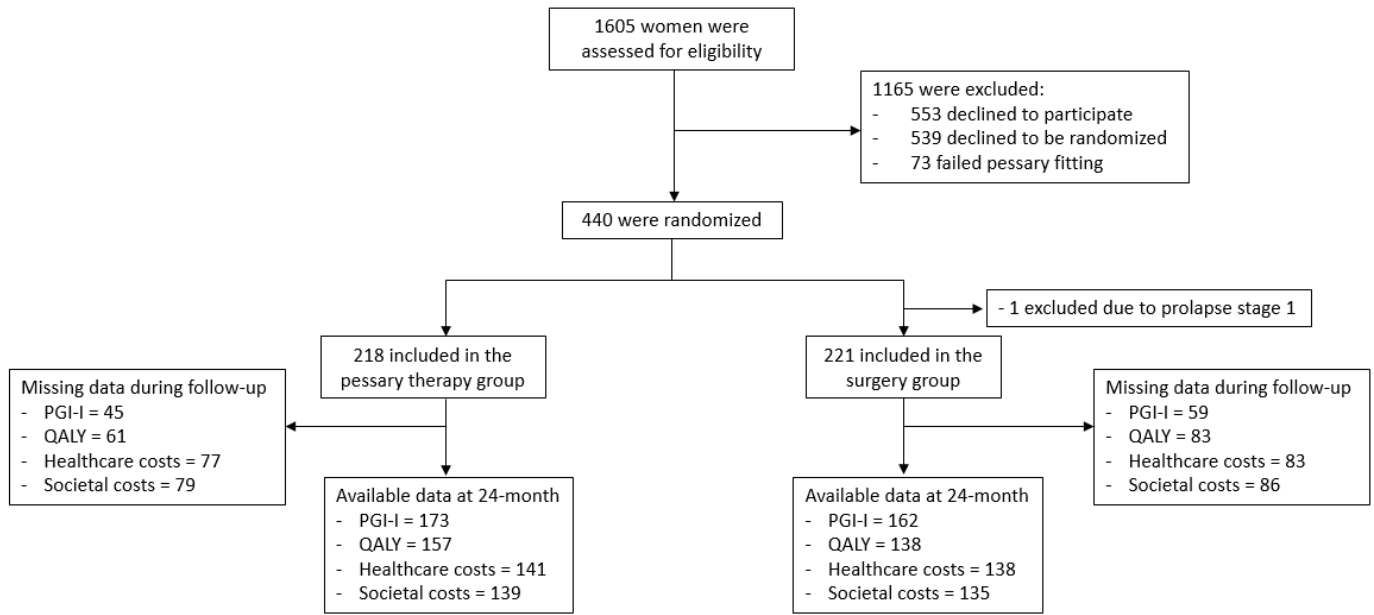 1605 women were
assessed for eligibility
1165 were excluded:
- 553 declined to participate
- 539 declined to be randomized
- 73 failed pessary fitting
440 were randomized
- 1 excluded due to prolapse stage 1
218 included in the
pessary therapy group
221 included in the
surgery group
Missing data during follow-up
- PGI-I = 45
- QALY = 61
- Healthcare costs = 77
- Societal costs = 79
Missing data during follow-up
- PGI-I = 59
- QALY = 83
- Healthcare costs = 83
- Societal costs = 86
Available data at 24-month
- PGI-I = 173
- QALY = 157
- Healthcare costs = 141
- Societal costs = 139
Available data at 24-month
- PGI-I = 162
- QALY = 138
- Healthcare costs = 138
- Societal costs = 135